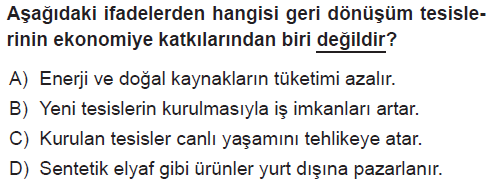 Aşağıdaki ifadelerden hangisi geri dönüşüm tesisle-
rinin ekonomiye katkılarından biri değildir?
A) Enerji ve doğal kaynakların tüketimi azalır.
B) Yeni tesislerin kurulmasıyla iş imkanları artar.
C) Kurulan tesisler canlı yaşamını tehlikeye atar.
D) Sentetik elyaf gibi ürünler yurt dışına pazarlanır.